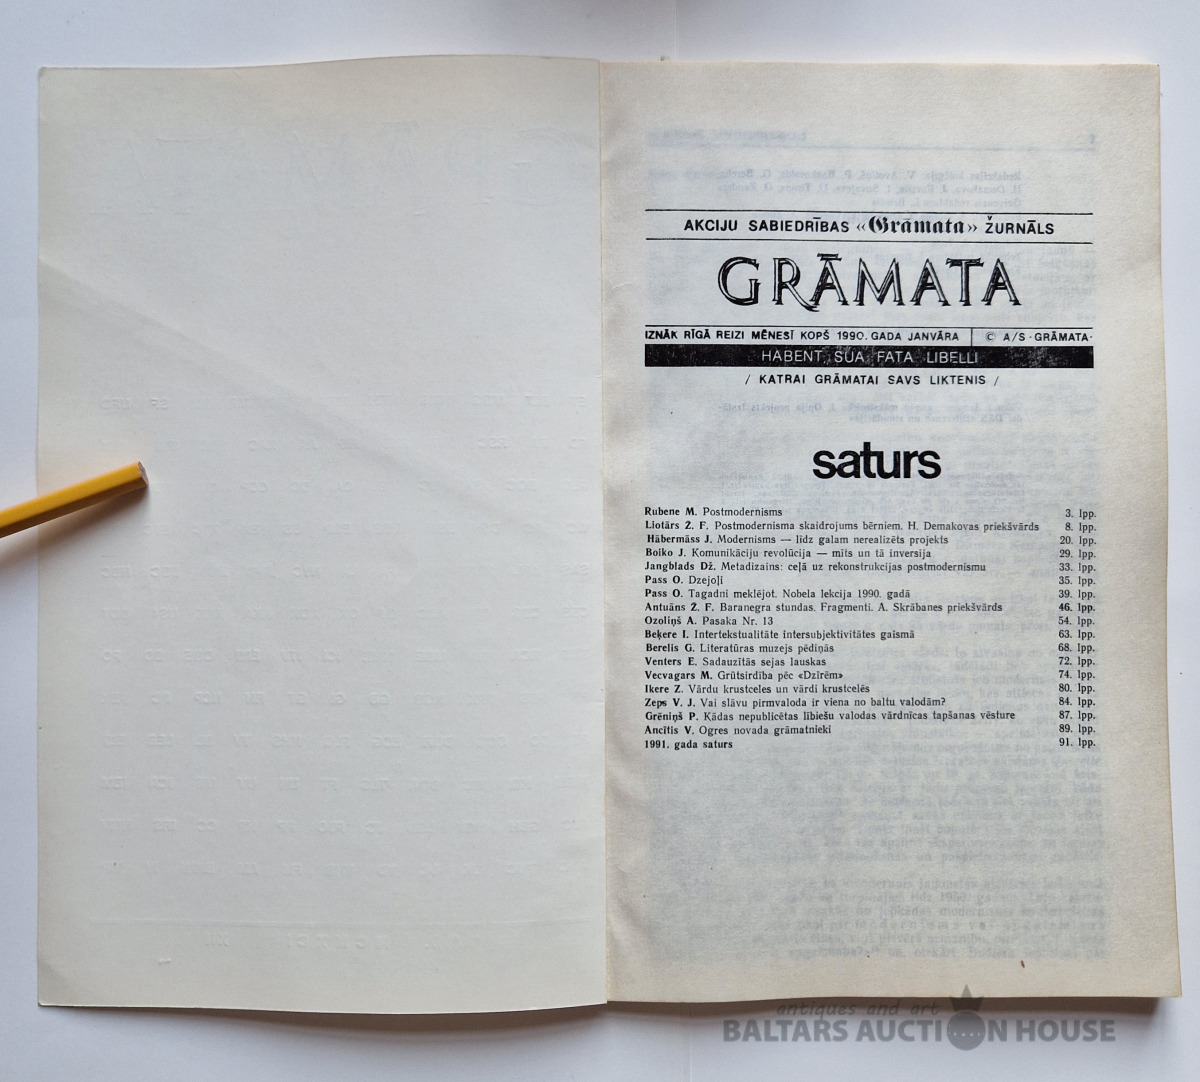 AKCIJU SABIEDRĪBAS «Grāmata» ŽURNĀLS
GRĀMATA
IZNĀK RĪGĀ REIZI MĒNESĪ KOPŠ 1990. GADA JANVĀRA © A/S · GRĀMATA ·
HABENT SUA FATA LIBELLI
/ KATRAI GRĀMATAI SAVS LIKTENIS /
saturs
Rubene M. Postmodernisms 3. lpp.
Liotārs Ž. F. Postmodernisma skaidrojums bērniem. H. Demakovas priekšvārds 8. lpp.
Hābermāss J. Modernisms — līdz galam nerealizēts projekts 20. lpp.
Boiko J. Komunikāciju revolūcija — mīts un tā inversija 29. lpp.
Jangblads Dž. Metadizains: ceļā uz rekonstrukcijas postmodernismu 33. lpp.
Pass O. Dzejoļi 35. lpp.
Pass O. Tagadni meklējot. Nobela lekcija 1990. gadā 39. lpp.
Antuāns Ž. F. Baranegra stundas. Fragmenti. A. Skrābanes priekšvārds 46. lpp.
Ozoliņš A. Pasaka Nr. 13 54. lpp.
Beķere I. Intertekstualitāte intersubjektivitātes gaismā 63. lpp.
Berelis G. Literatūras muzejs pēdiņās 68. lpp.
Venters E. Sadauzītās sejas lauskas 72. lpp.
Vecvagars M. Grūtsirdība pēc «Dzīrēm» 74. lpp.
Ikere Z. Vārdu krustceles un vārdi krustcelēs 80. lpp.
Zeps V. J. Vai slāvu pirmvaloda ir viena no baltu valodām? 84. lpp.
Grēniņš P. Kādas nepublicētas lībiešu valodas vārdnīcas tapšanas vēsture 87. lpp.
Ancītis V. Ogres novada grāmatnieki 89. lpp.
1991. gada saturs 91. lpp.
antiques and art
BALTARS AUCTION HOUSE